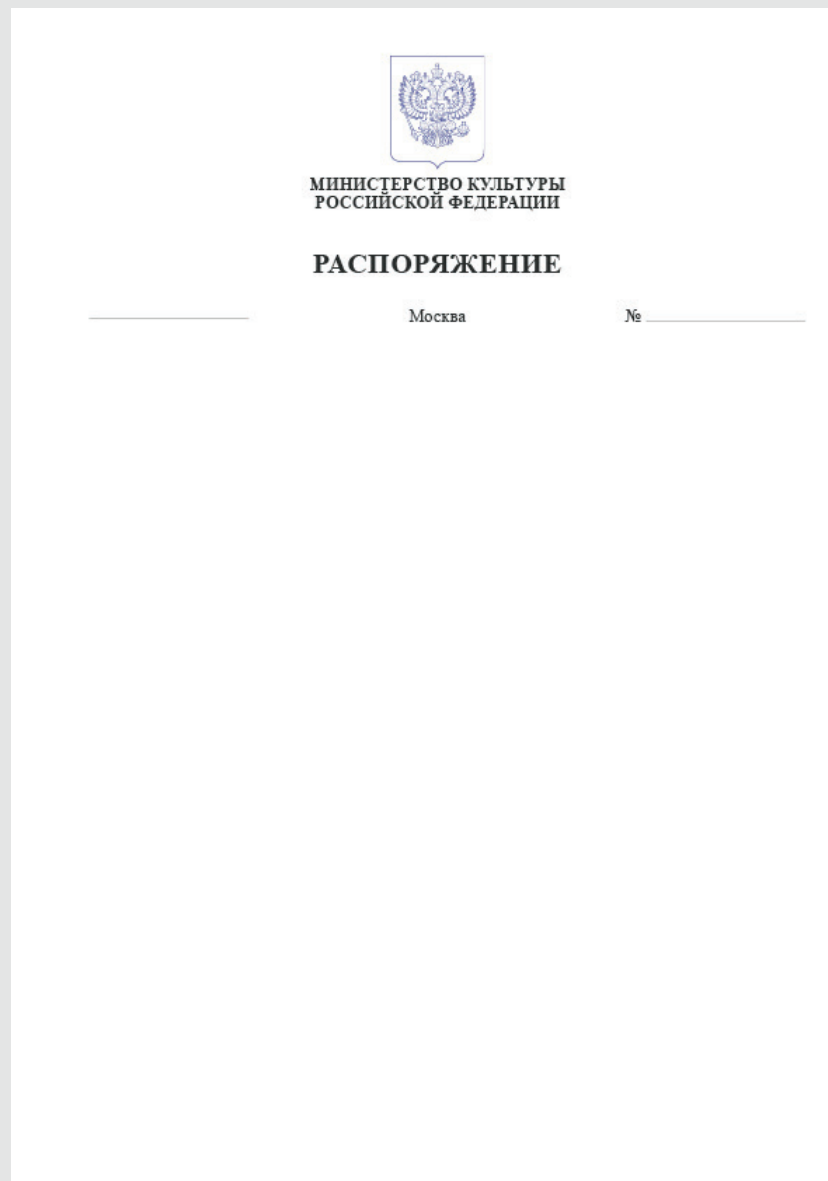 МИНИСТЕРСТВО КУЛЬТУРЫ
РОССИЙСКОЙ ФЕДЕРАЦИИ
РАСПОРЯЖЕНИЕ
Москва №